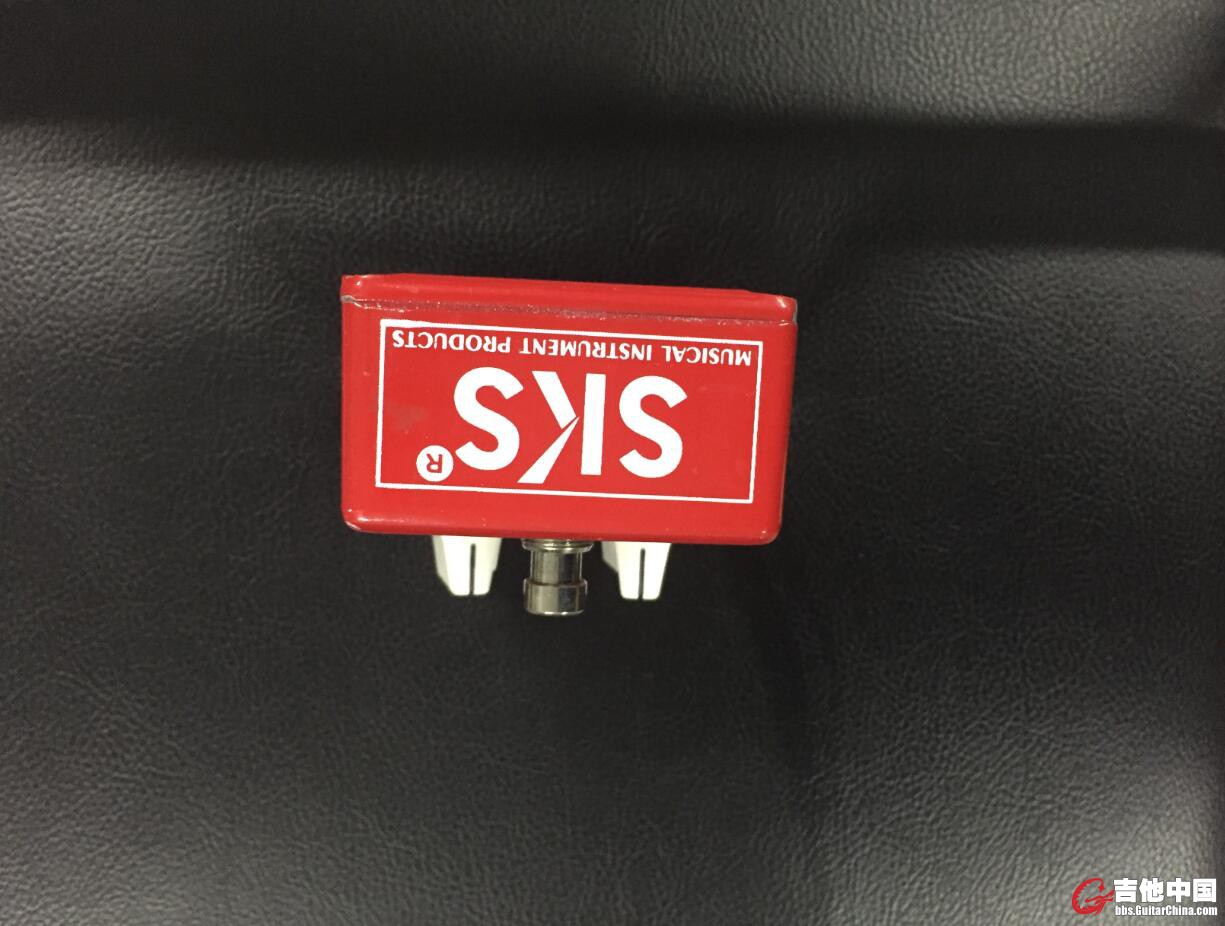 SKS®
MUSICAL INSTRUMENT PRODUCTS
吉他中国
bbs.GuitarChina.com